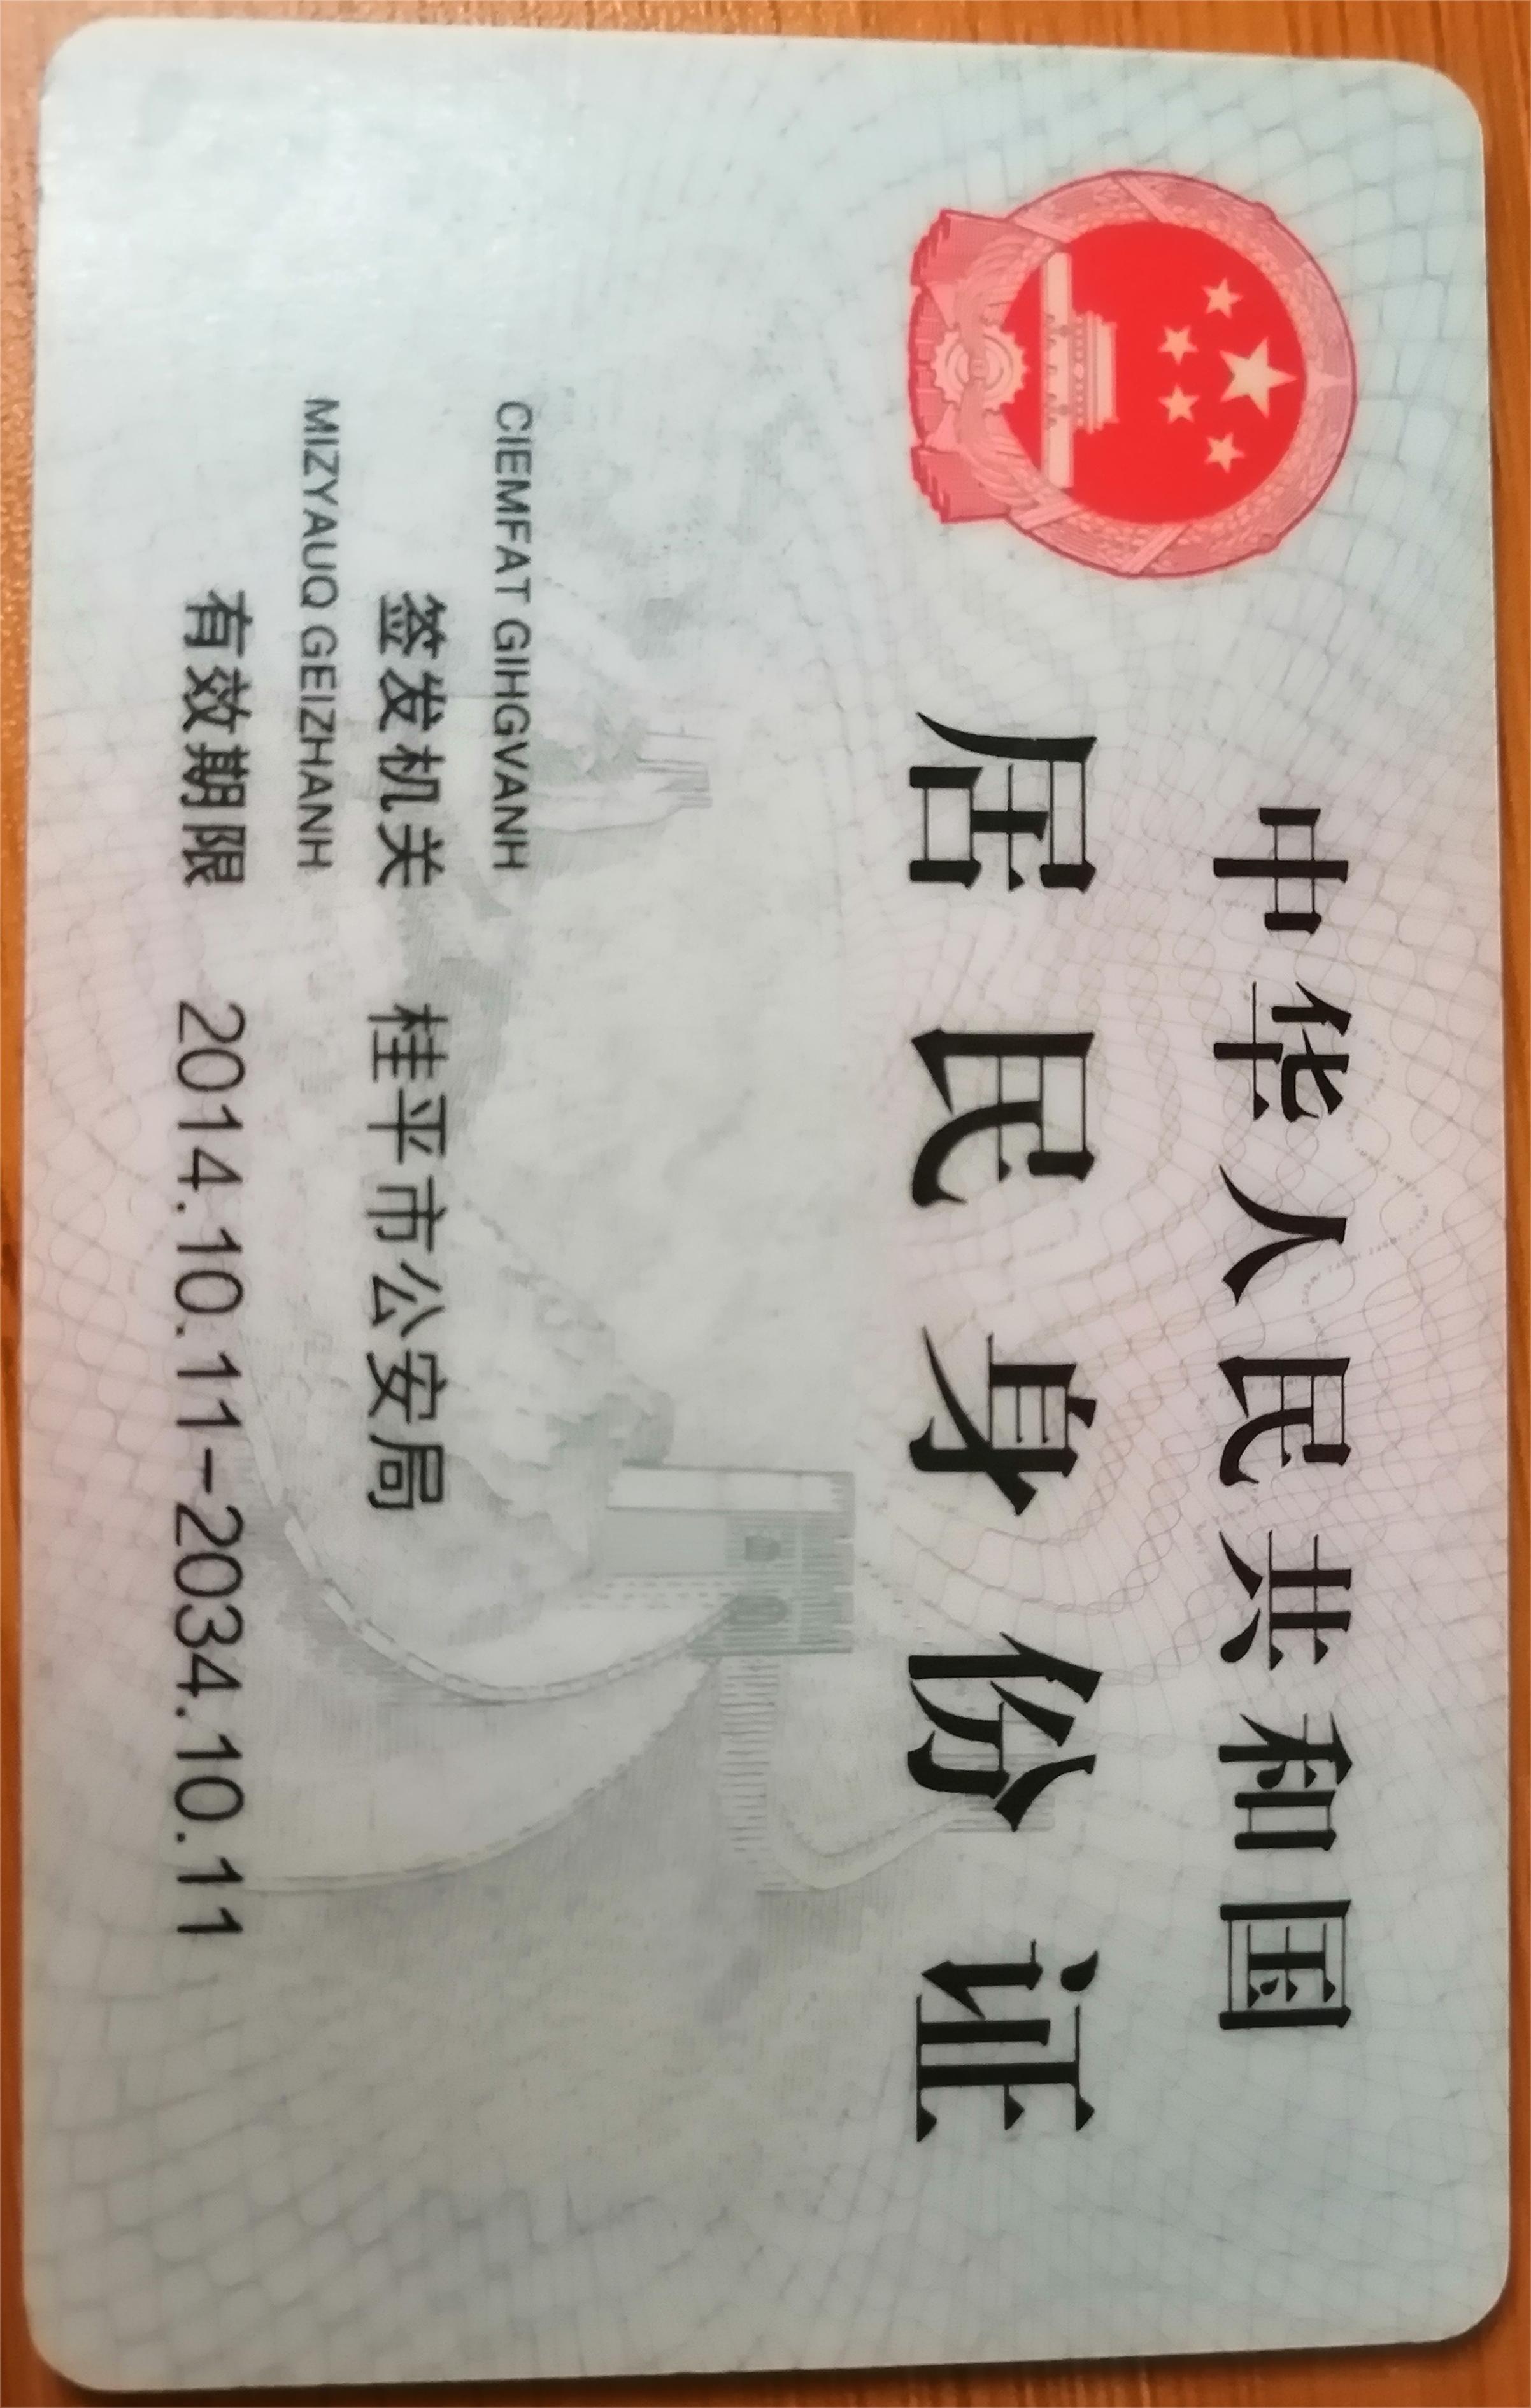 中华人民共和国
居民身份证
CIEMFAT GIHGVANH
签发机关 桂平市公安局
MIZYAUQ GEIZHANH
有效期限 2014.10.11-2034.10.11